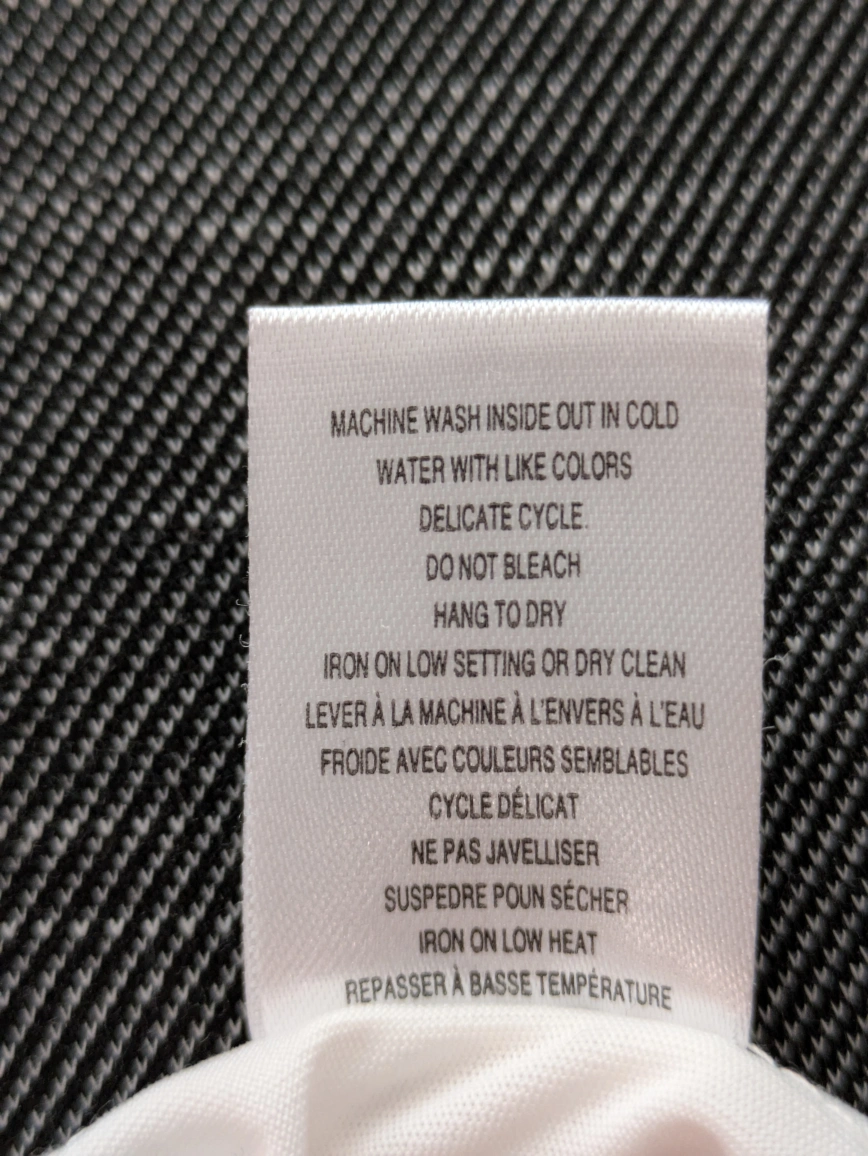 MACHINE WASH INSIDE OUT IN COLD
WATER WITH LIKE COLORS
DELICATE CYCLE.
DO NOT BLEACH
HANG TO DRY
IRON ON LOW SETTING OR DRY CLEAN
LEVER À LA MACHINE À L'ENVERS À L'EAU
FROIDE AVEC COULEURS SEMBLABLES
CYCLE DÉLICAT
NE PAS JAVELLISER
SUSPEDRE POUN SÉCHER
IRON ON LOW HEAT
REPASSER À BASSE TEMPÉRATURE